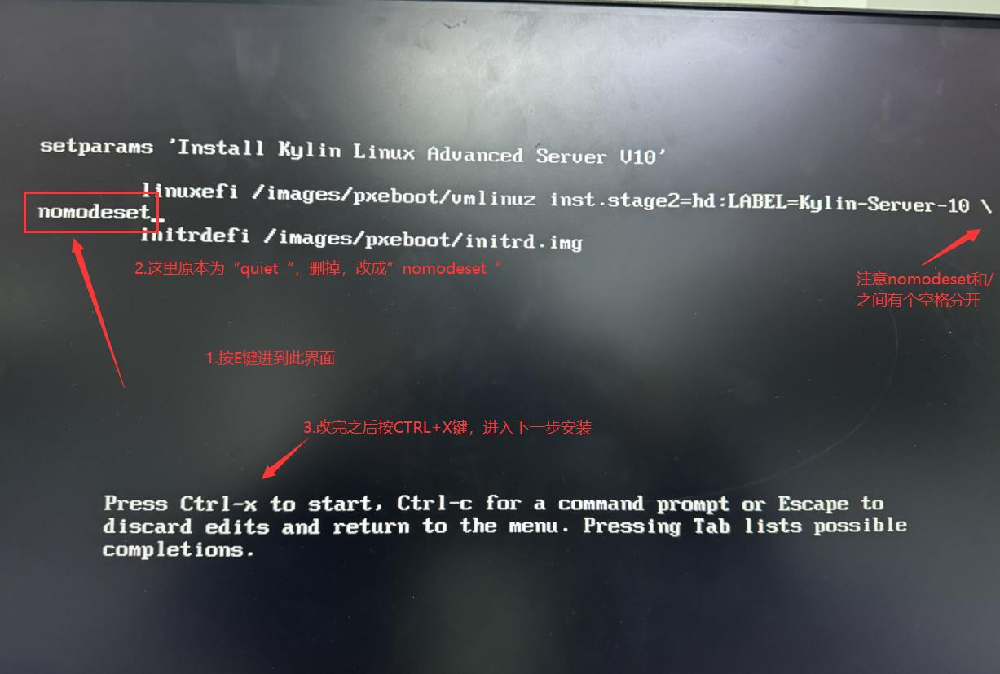 setparams 'Install Kylin Linux Advanced Server V10'
linuxefi /images/pxeboot/vmlinuz inst.stage2=hd:LABEL=Kylin-Server-10 \
nomodeset_
initrdefi /images/pxeboot/initrd.img
2.这里原本为“quiet“，删掉，改成”nomodeset“
注意nomodeset和/
之间有个空格分开
1.按E键进到此界面
3.改完之后按CTRL+X键，进入下一步安装
Press Ctrl-x to start, Ctrl-c for a command prompt or Escape to
discard edits and return to the menu. Pressing Tab lists possible
completions.